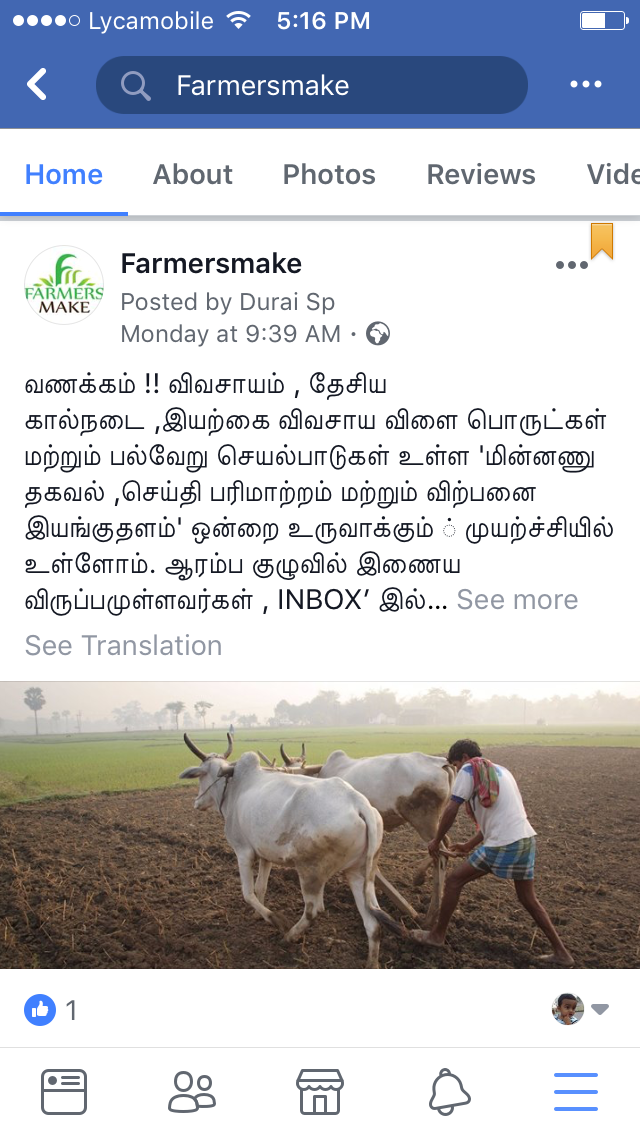 Lycamobile 5:16 PM
Farmersmake
Home About Photos Reviews Vide
FARMERS
MAKE
Farmersmake
Posted by Durai Sp
Monday at 9:39 AM ·
வணக்கம் !! விவசாயம் , தேசிய
கால்நடை ,இயற்கை விவசாய விளை பொருட்கள்
மற்றும் பல்வேறு செயல்பாடுகள் உள்ள 'மின்னணு
தகவல் ,செய்தி பரிமாற்றம் மற்றும் விற்பனை
இயங்குதளம்' ஒன்றை உருவாக்கும் ் முயற்ச்சியில்
உள்ளோம். ஆரம்ப குழுவில் இணைய
விருப்பமுள்ளவர்கள் , INBOX’ இல்... See more
See Translation
1